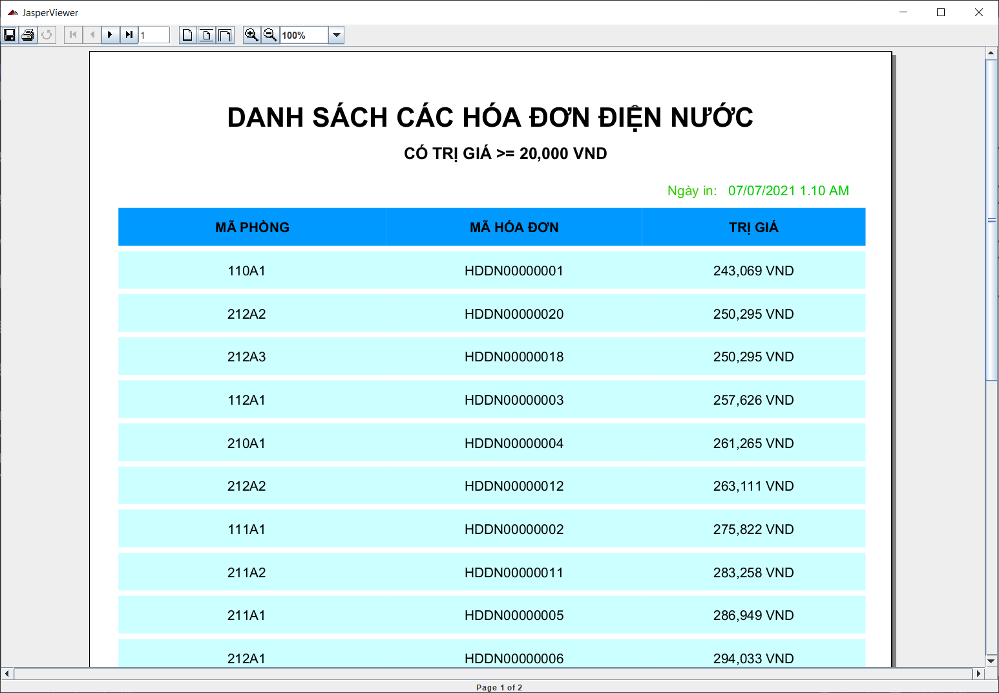 JasperViewer
1
100%
DANH SÁCH CÁC HÓA ĐƠN ĐIỆN NƯỚC
CÓ TRỊ GIÁ >= 20,000 VND
Ngày in: 07/07/2021 1.10 AM
MÃ PHÒNG MÃ HÓA ĐƠN TRỊ GIÁ
110A1 HDDN00000001 243,069 VND
212A2 HDDN00000020 250,295 VND
212A3 HDDN00000018 250,295 VND
112A1 HDDN00000003 257,626 VND
210A1 HDDN00000004 261,265 VND
212A2 HDDN00000012 263,111 VND
111A1 HDDN00000002 275,822 VND
211A2 HDDN00000011 283,258 VND
211A1 HDDN00000005 286,949 VND
212A1 HDDN00000006 294,033 VND
Page 1 of 2